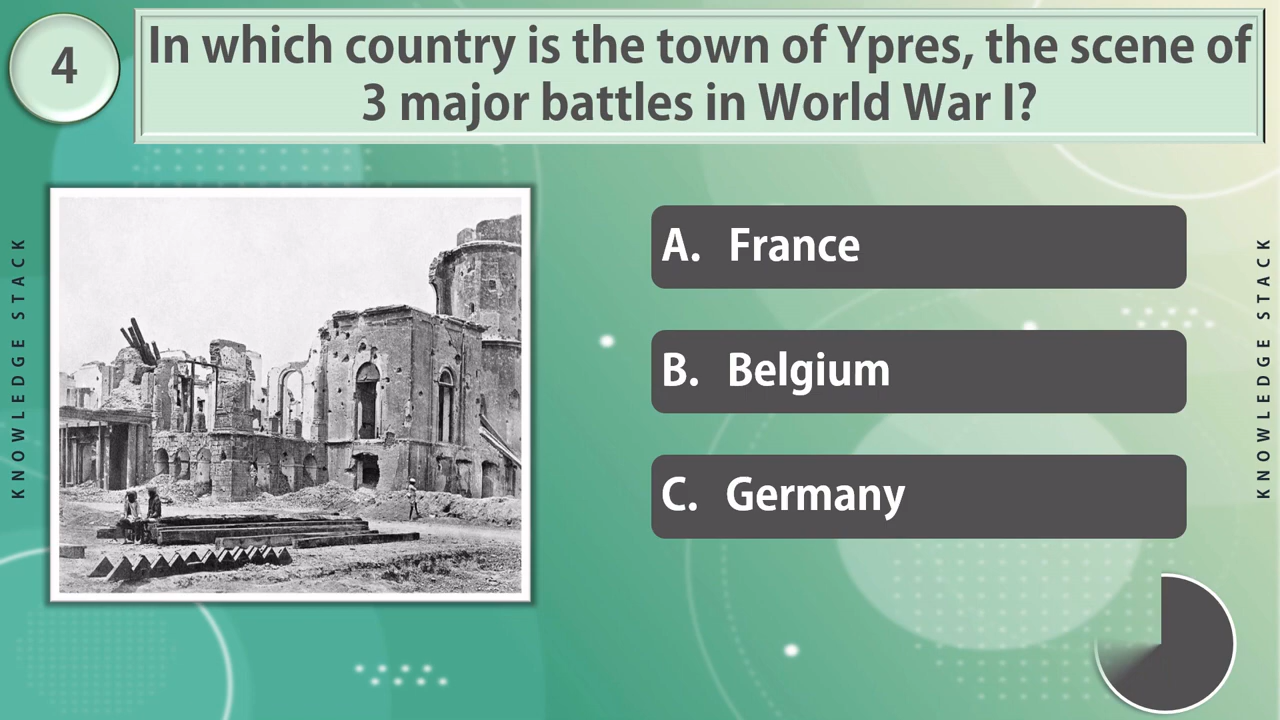 4
In which country is the town of Ypres, the scene of
3 major battles in World War I?
KNOWLEDGE STACK
A. France
B. Belgium
C. Germany
KNOWLEDGE STACK